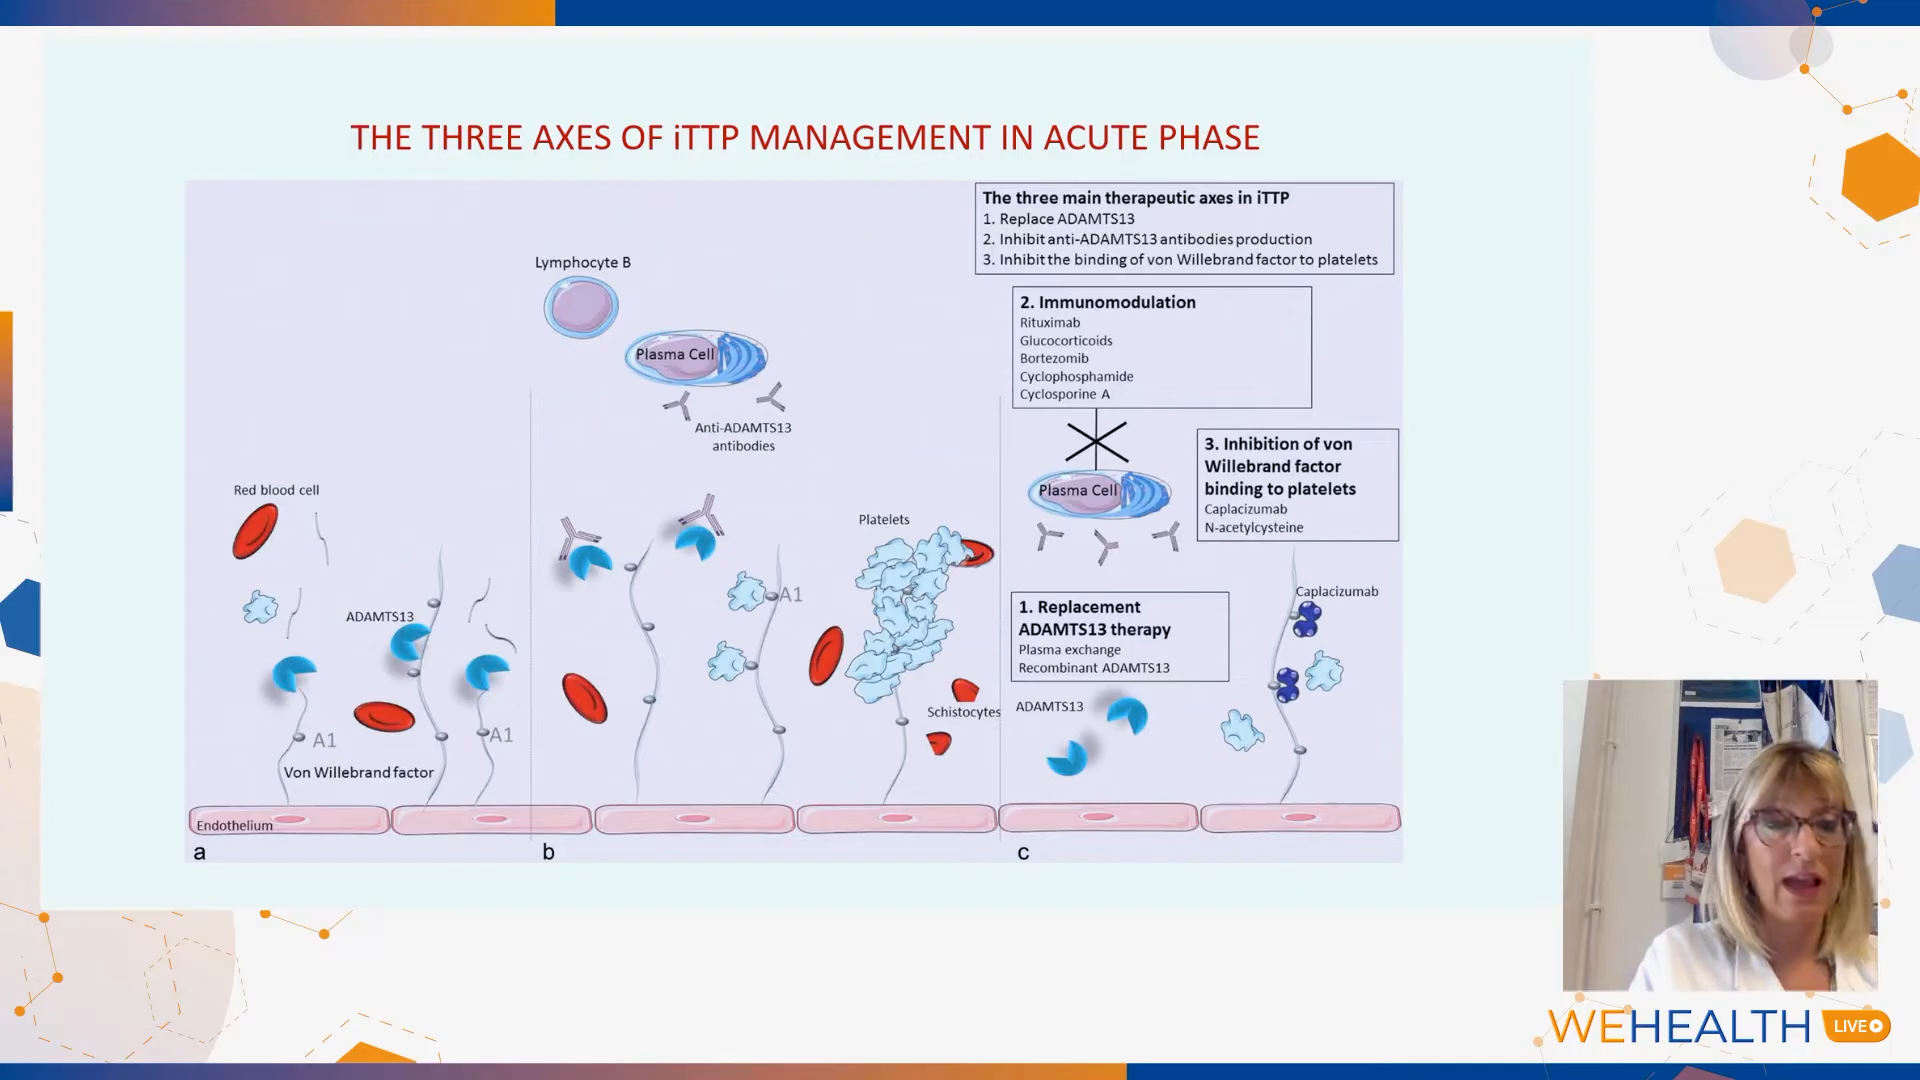 THE THREE AXES OF iTTP MANAGEMENT IN ACUTE PHASE
The three main therapeutic axes in iTTP
1. Replace ADAMTS13
2. Inhibit anti-ADAMTS13 antibodies production
3. Inhibit the binding of von Willebrand factor to platelets
Lymphocyte B
Plasma Cell
Anti-ADAMTS13
antibodies
2. Immunomodulation
Rituximab
Glucocorticoids
Bortezomib
Cyclophosphamide
Cyclosporine A
3. Inhibition of von
Willebrand factor
binding to platelets
Caplacizumab
N-acetylcysteine
Plasma Cell
Red blood cell
Platelets
ADAMTS13
A1
Caplacizumab
1. Replacement
ADAMTS13 therapy
Plasma exchange
Recombinant ADAMTS13
ADAMTS13
Schistocytes
A1
A1
Von Willebrand factor
Endothelium
a
b
c
WEHEALTH LIVE